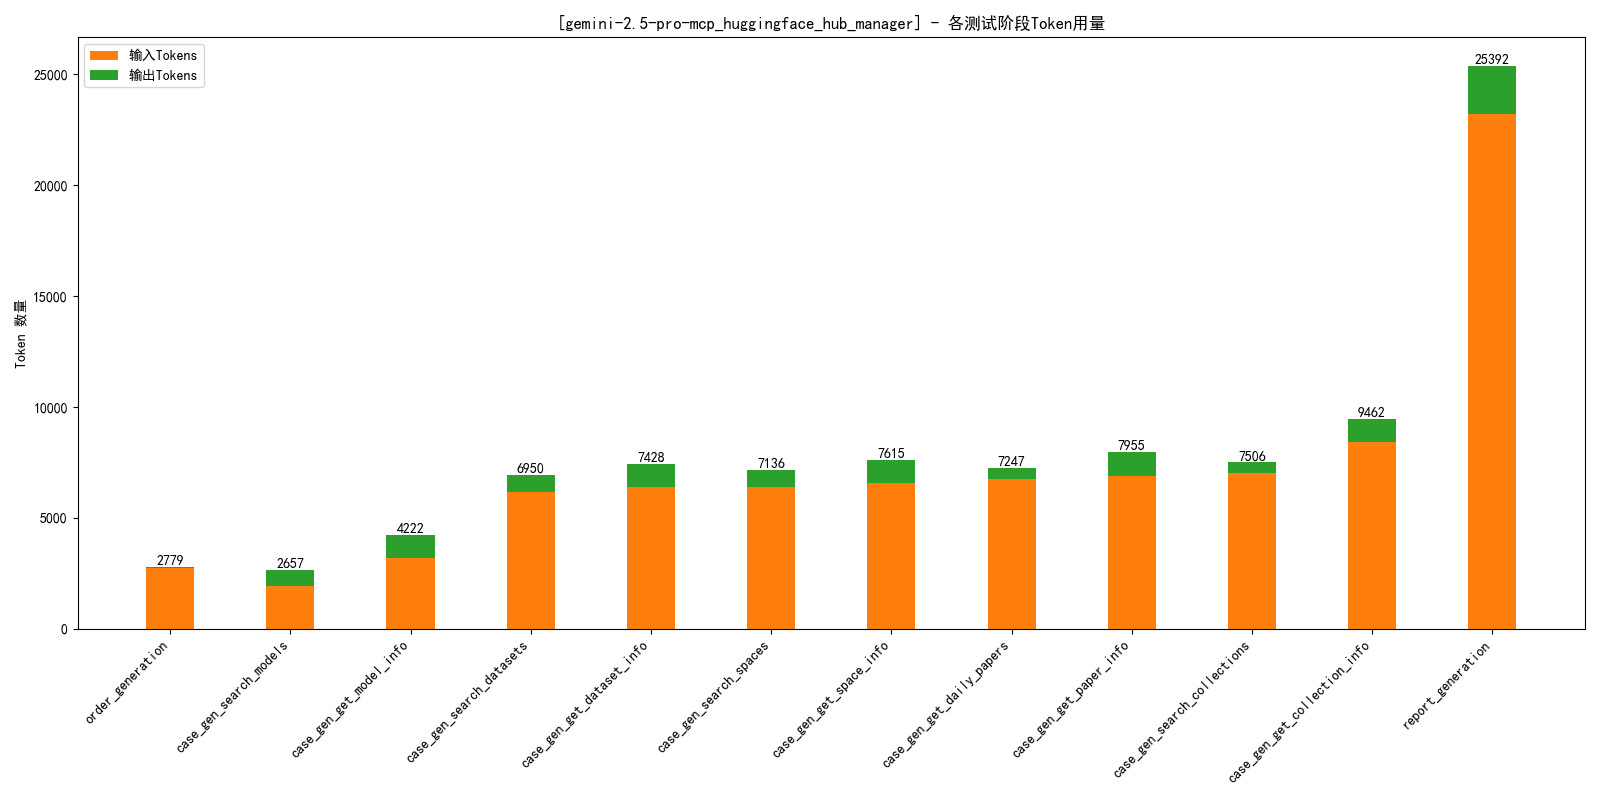 [gemini-2.5-pro-mcp_huggingface_hub_manager] - 各测试阶段Token用量
输入Tokens
输出Tokens
Token 数量
25000
20000
15000
10000
5000
0
2779
2657
4222
6950
7428
7136
7615
7247
7955
7506
9462
25392
order_generation
case_gen_search_models
case_gen_get_model_info
case_gen_search_datasets
case_gen_get_dataset_info
case_gen_search_spaces
case_gen_get_space_info
case_gen_get_daily_papers
case_gen_get_paper_info
case_gen_search_collections
case_gen_get_collection_info
report_generation